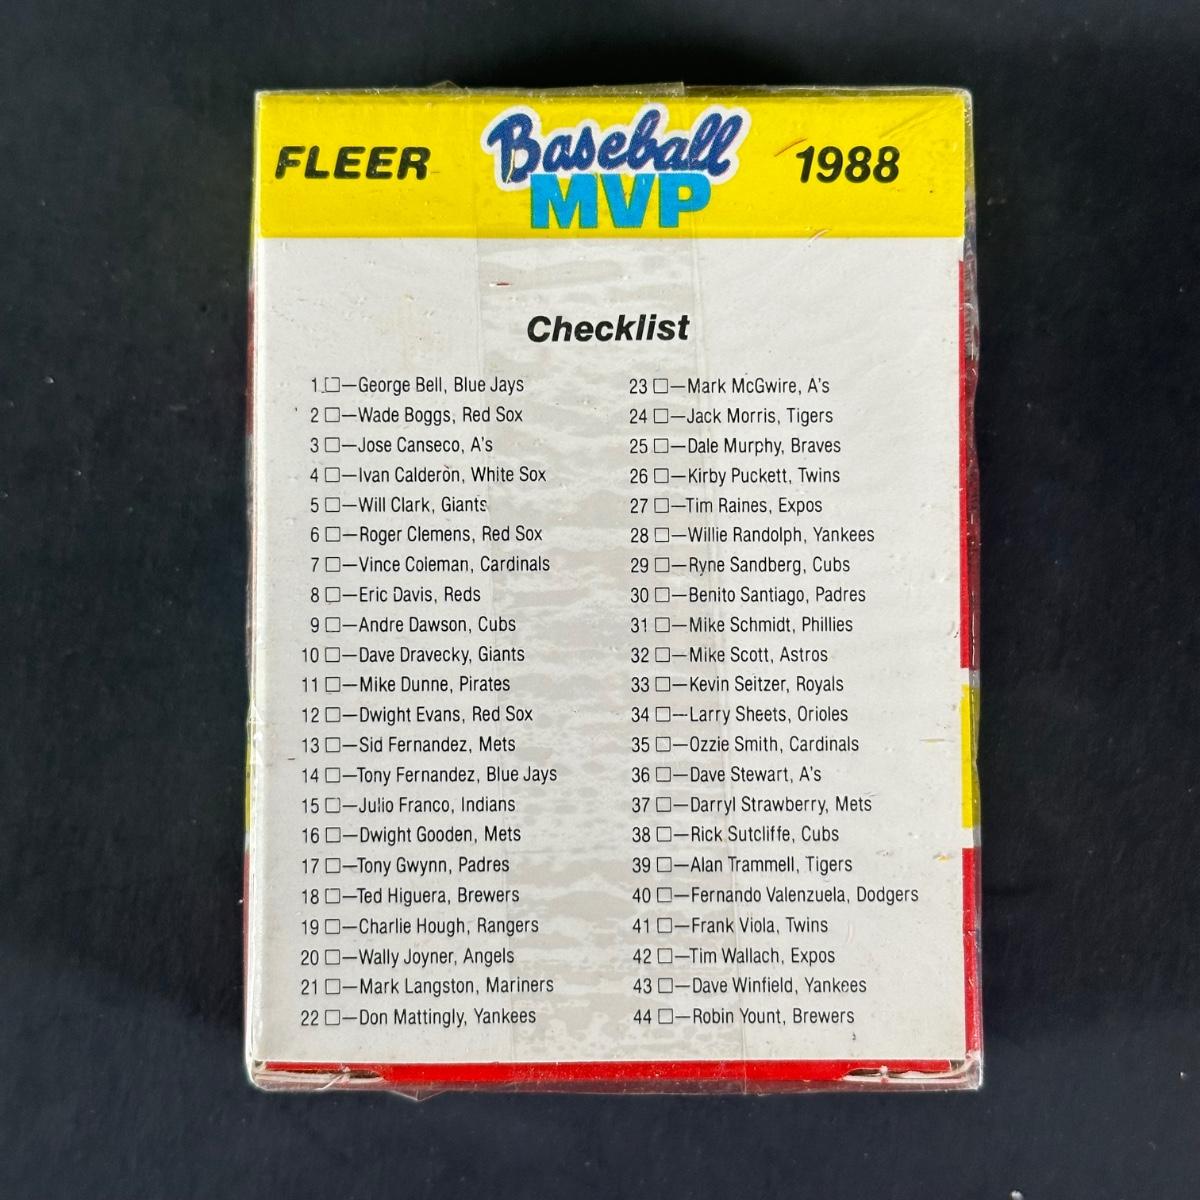 FLEER Baseball MVP 1988
Checklist
1 □—George Bell, Blue Jays
2 □—Wade Boggs, Red Sox
3 □—Jose Canseco, A's
4 □—Ivan Calderon, White Sox
5 □—Will Clark, Giants
6 □—Roger Clemens, Red Sox
7 □—Vince Coleman, Cardinals
8 □—Eric Davis, Reds
9 □—Andre Dawson, Cubs
10 □—Dave Dravecky, Giants
11 □—Mike Dunne, Pirates
12 □—Dwight Evans, Red Sox
13 □—Sid Fernandez, Mets
14 □—Tony Fernandez, Blue Jays
15 □—Julio Franco, Indians
16 □—Dwight Gooden, Mets
17 □—Tony Gwynn, Padres
18 □—Ted Higuera, Brewers
19 □—Charlie Hough, Rangers
20 □—Wally Joyner, Angels
21 □—Mark Langston, Mariners
22 □—Don Mattingly, Yankees
23 □—Mark McGwire, A's
24 □—Jack Morris, Tigers
25 □—Dale Murphy, Braves
26 □—Kirby Puckett, Twins
27 □—Tim Raines, Expos
28 □—Willie Randolph, Yankees
29 □—Ryne Sandberg, Cubs
30 □—Benito Santiago, Padres
31 □—Mike Schmidt, Phillies
32 □—Mike Scott, Astros
33 □—Kevin Seitzer, Royals
34 □—Larry Sheets, Orioles
35 □—Ozzie Smith, Cardinals
36 □—Dave Stewart, A's
37 □—Darryl Strawberry, Mets
38 □—Rick Sutcliffe, Cubs
39 □—Alan Trammell, Tigers
40 □—Fernando Valenzuela, Dodgers
41 □—Frank Viola, Twins
42 □—Tim Wallach, Expos
43 □—Dave Winfield, Yankees
44 □—Robin Yount, Brewers